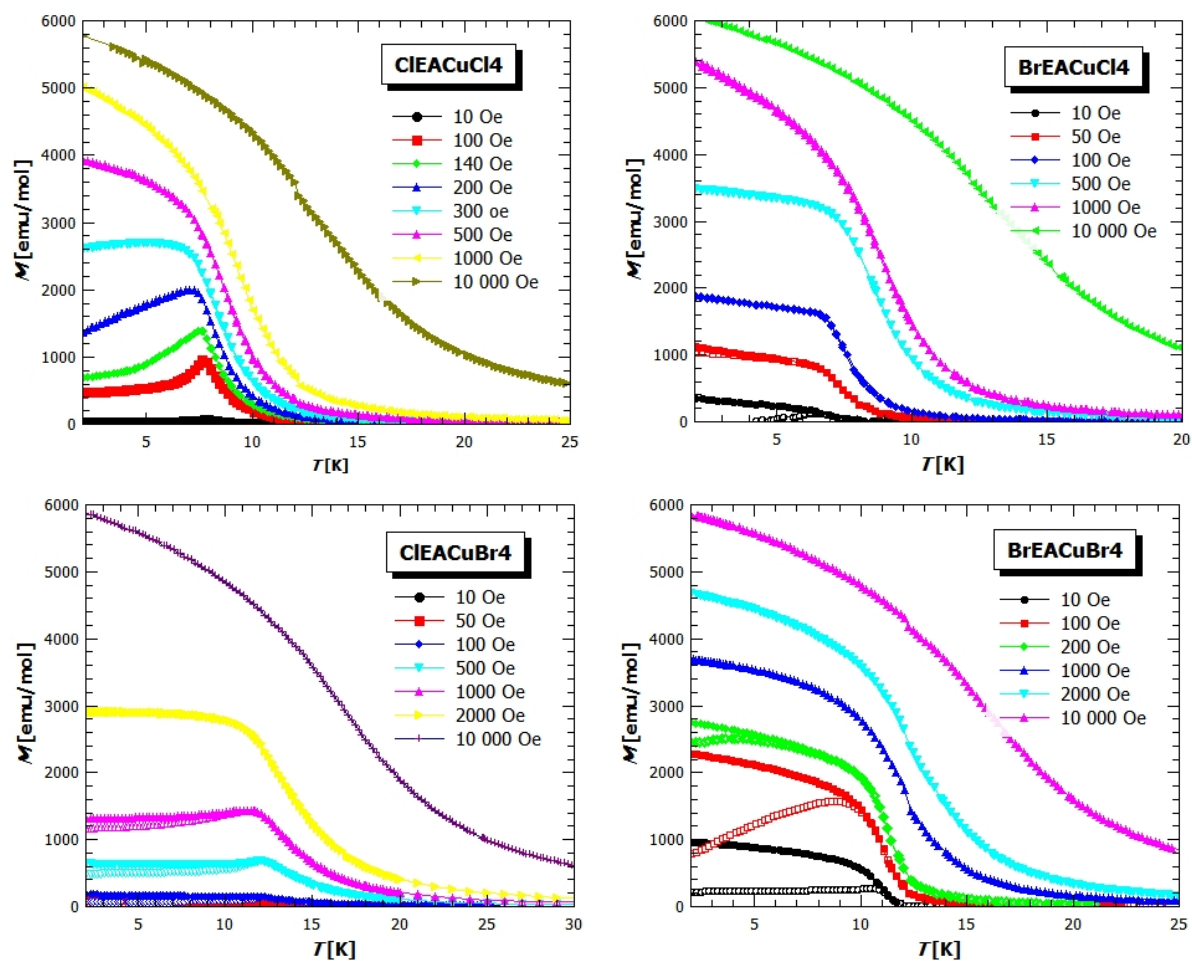 6000
5000
4000
3000
2000
1000
0
M [emu/mol]
ClEACuCl4
10 Oe
100 Oe
140 Oe
200 Oe
300 oe
500 Oe
1000 Oe
10 000 Oe
5 10 15 20 25
T [K]
6000
5000
4000
3000
2000
1000
0
M [emu/mol]
BrEACuCl4
10 Oe
50 Oe
100 Oe
500 Oe
1000 Oe
10 000 Oe
5 10 15 20
T [K]
6000
5000
4000
3000
2000
1000
0
M [emu/mol]
ClEACuBr4
10 Oe
50 Oe
100 Oe
500 Oe
1000 Oe
2000 Oe
10 000 Oe
5 10 15 20 25 30
T [K]
6000
5000
4000
3000
2000
1000
0
M [emu/mol]
BrEACuBr4
10 Oe
100 Oe
200 Oe
1000 Oe
2000 Oe
10 000 Oe
5 10 15 20 25
T [K]